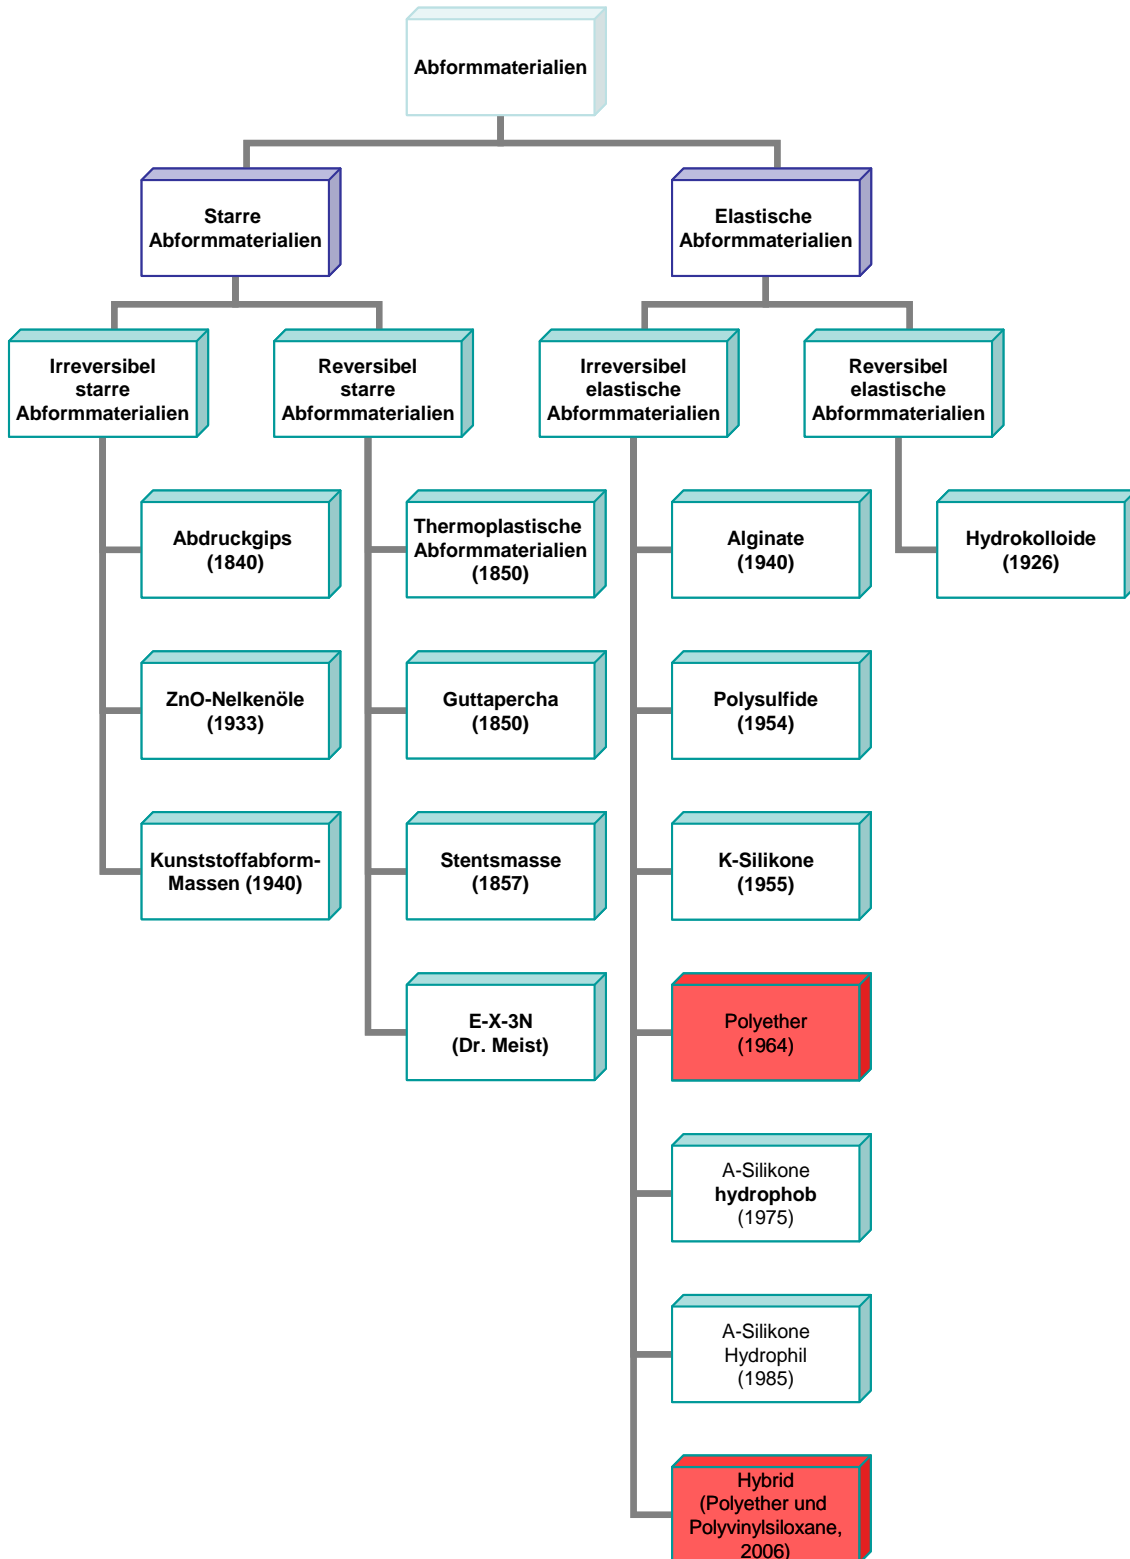 Abformmaterialien
Starre
Abformmaterialien
Elastische
Abformmaterialien
Irreversibel
starre
Abformmaterialien
Reversibel
starre
Abformmaterialien
Irreversibel
elastische
Abformmaterialien
Reversibel
elastische
Abformmaterialien
Abdruckgips
(1840)
Thermoplastische
Abformmaterialien
(1850)
Alginate
(1940)
Hydrokolloide
(1926)
ZnO-Nelkenöle
(1933)
Guttapercha
(1850)
Polysulfide
(1954)
Kunststoffabform-
Massen (1940)
Stentsmasse
(1857)
K-Silikone
(1955)
E-X-3N
(Dr. Meist)
Polyether
(1964)
A-Silikone
hydrophob
(1975)
A-Silikone
Hydrophil
(1985)
Hybrid
(Polyether und
Polyvinylsiloxane,
2006)